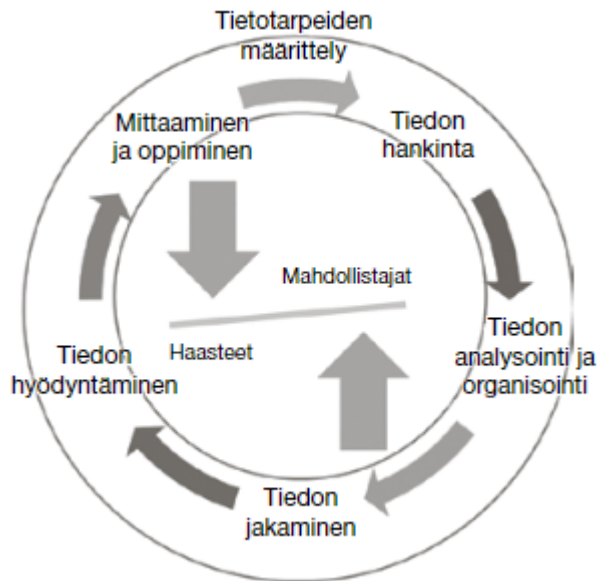 Tietotarpeiden
määrittely
Tiedon
hankinta
Tiedon
analysointi ja
organisointi
Tiedon
jakaminen
Tiedon
hyödyntäminen
Mittaaminen
ja oppiminen
Mahdollistajat
Haasteet